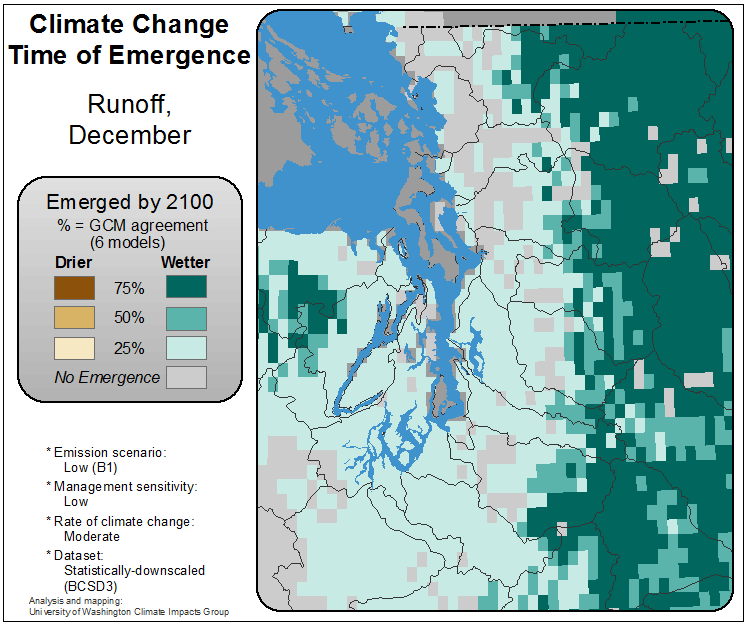 Climate Change
Time of Emergence
Runoff,
December
Emerged by 2100
% = GCM agreement
(6 models)
Drier Wetter
75%
50%
25%
No Emergence
* Emission scenario:
Low (B1)
* Management sensitivity:
Low
* Rate of climate change:
Moderate
* Dataset:
Statistically-downscaled
(BCSD3)
Analysis and mapping:
University of Washington Climate Impacts Group